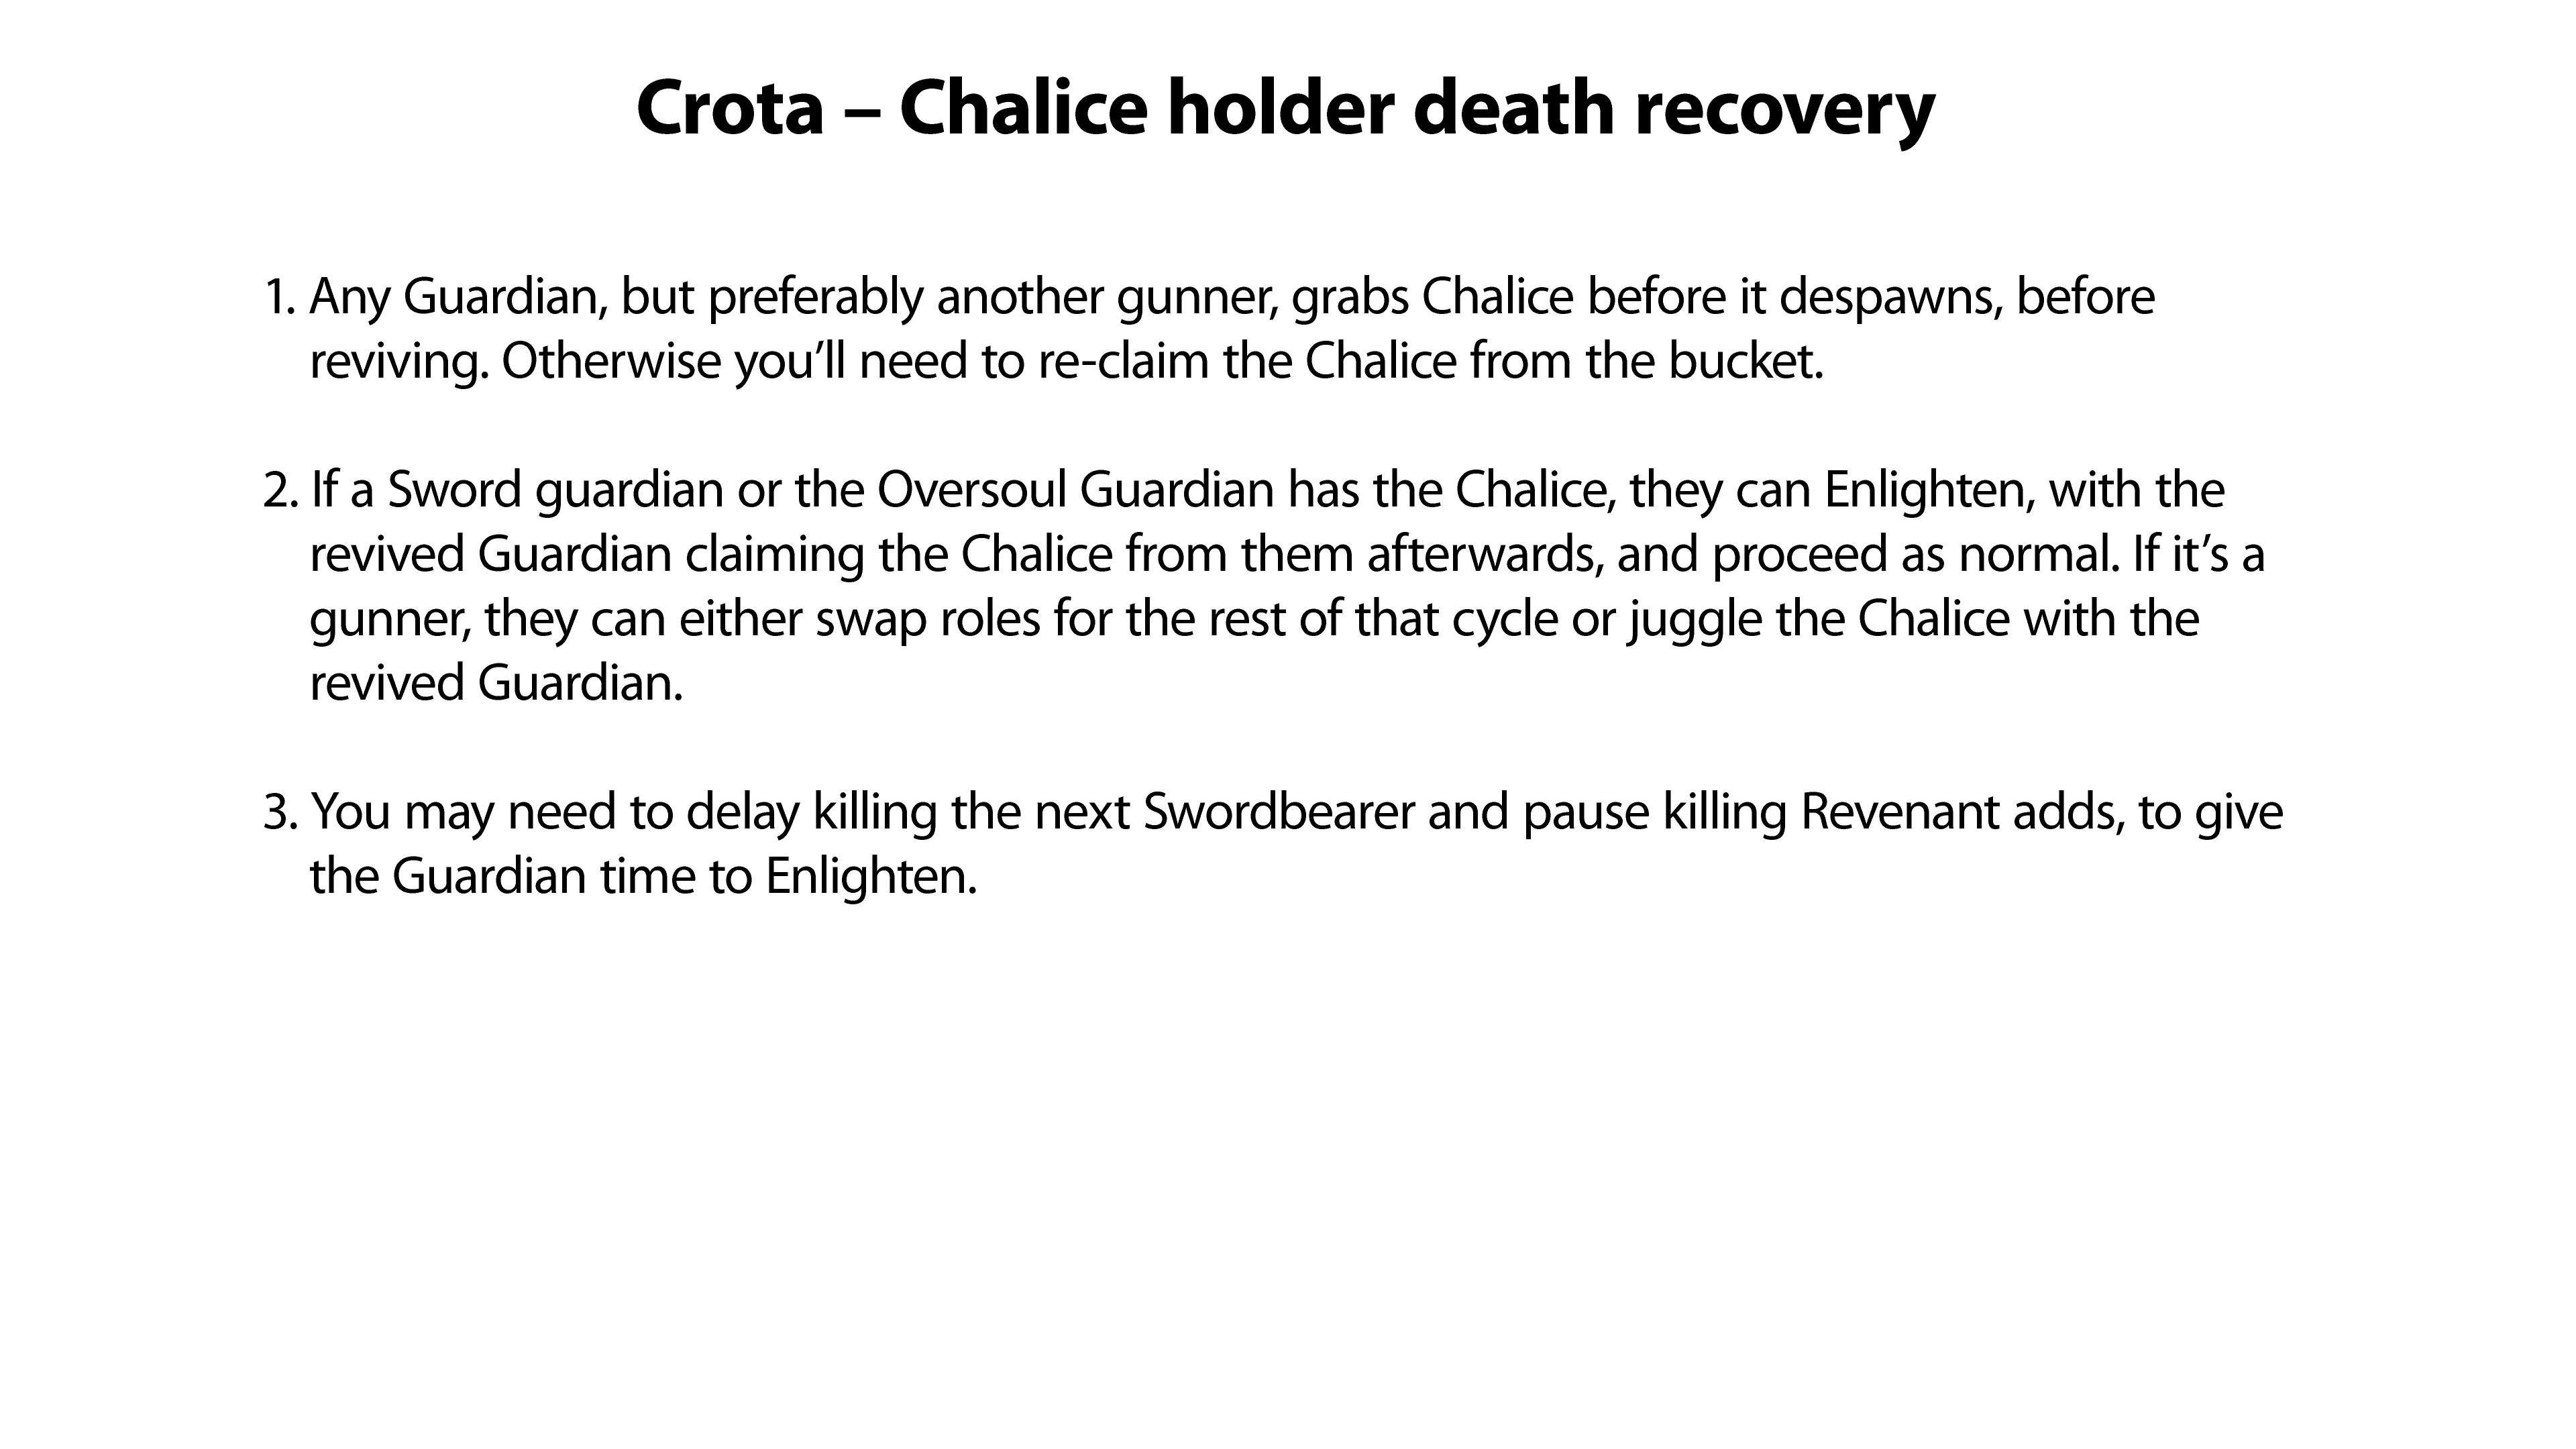 Crota – Chalice holder death recovery
1. Any Guardian, but preferably another gunner, grabs Chalice before it despawns, before
reviving. Otherwise you’ll need to re-claim the Chalice from the bucket.
2. If a Sword guardian or the Oversoul Guardian has the Chalice, they can Enlighten, with the
revived Guardian claiming the Chalice from them afterwards, and proceed as normal. If it’s a
gunner, they can either swap roles for the rest of that cycle or juggle the Chalice with the
revived Guardian.
3. You may need to delay killing the next Swordbearer and pause killing Revenant adds, to give
the Guardian time to Enlighten.